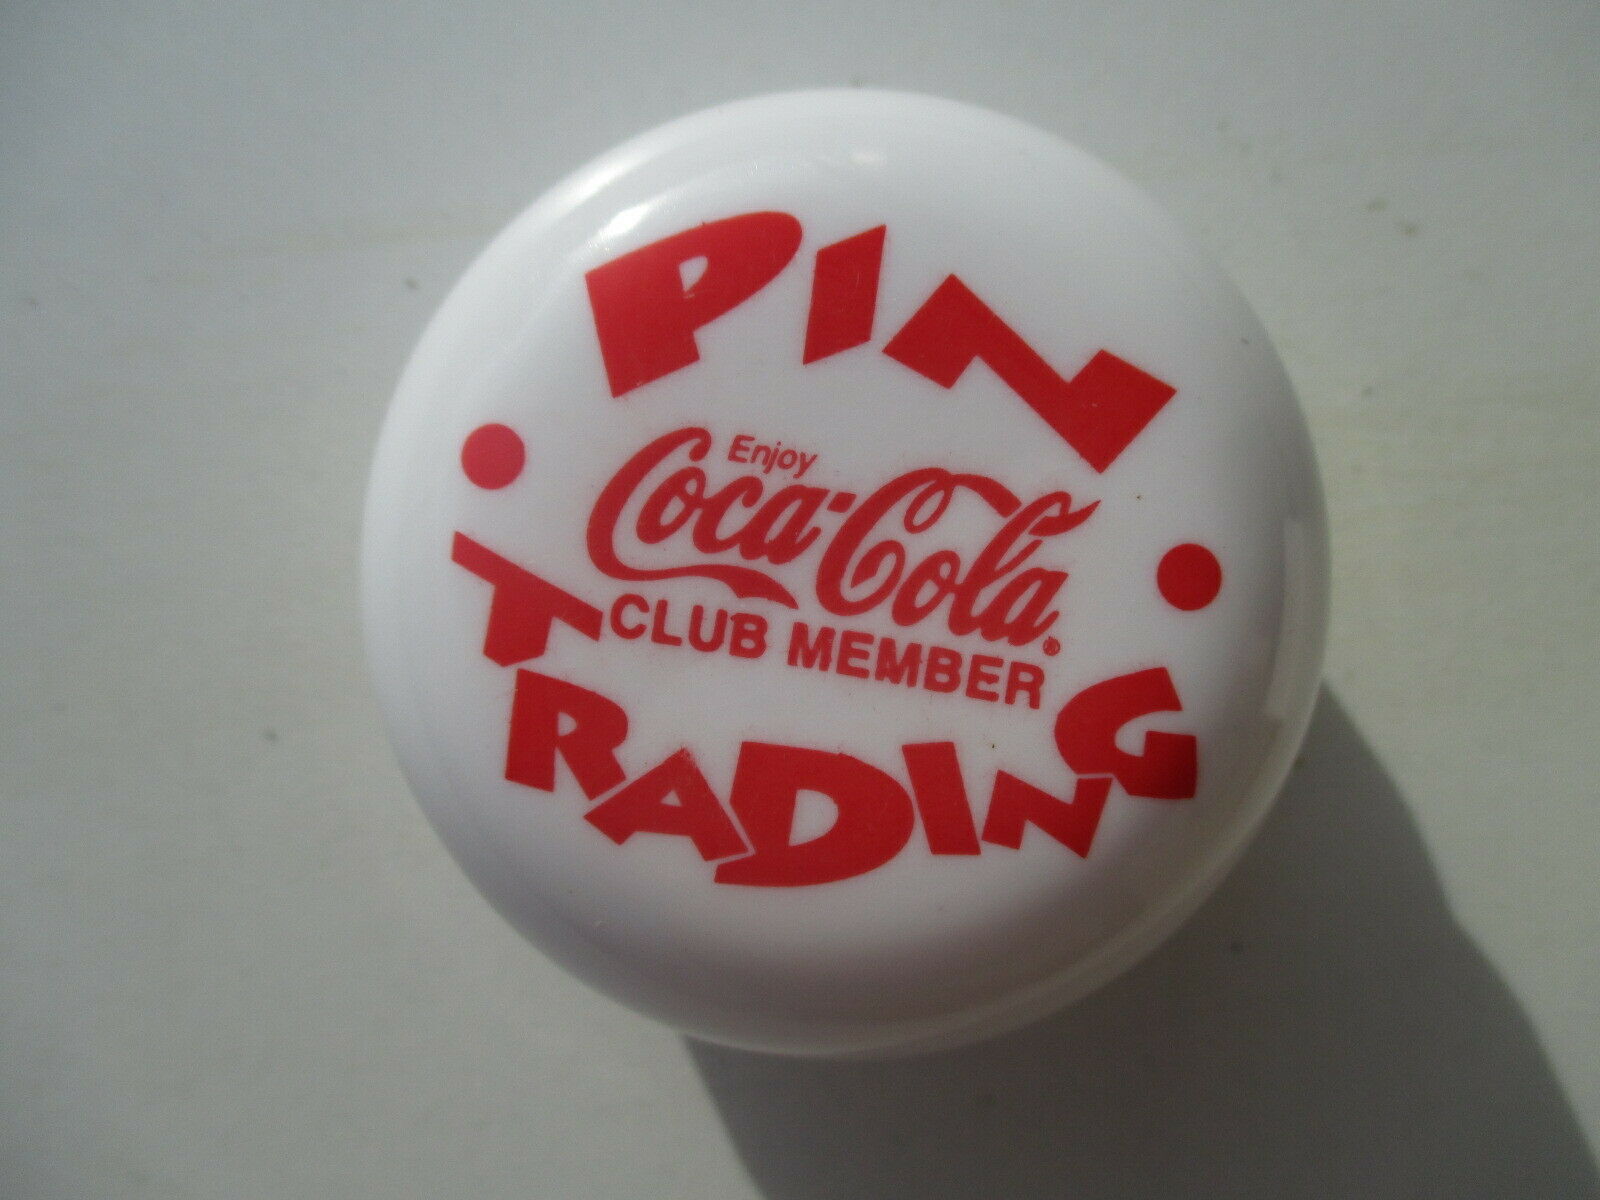 PIN
Enjoy
Coca-Cola®
CLUB MEMBER
TRADING